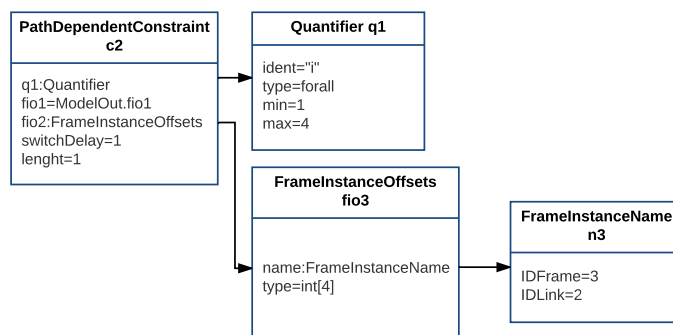 PathDependentConstraint
c2
q1:Quantifier
fio1=ModelOut.fio1
fio2:FrameInstanceOffsets
switchDelay=1
lenght=1
Quantifier q1
ident="i"
type=forall
min=1
max=4
FrameInstanceOffsets
fio3
name:FrameInstanceName
type=int[4]
FrameInstanceName
n3
IDFrame=3
IDLink=2